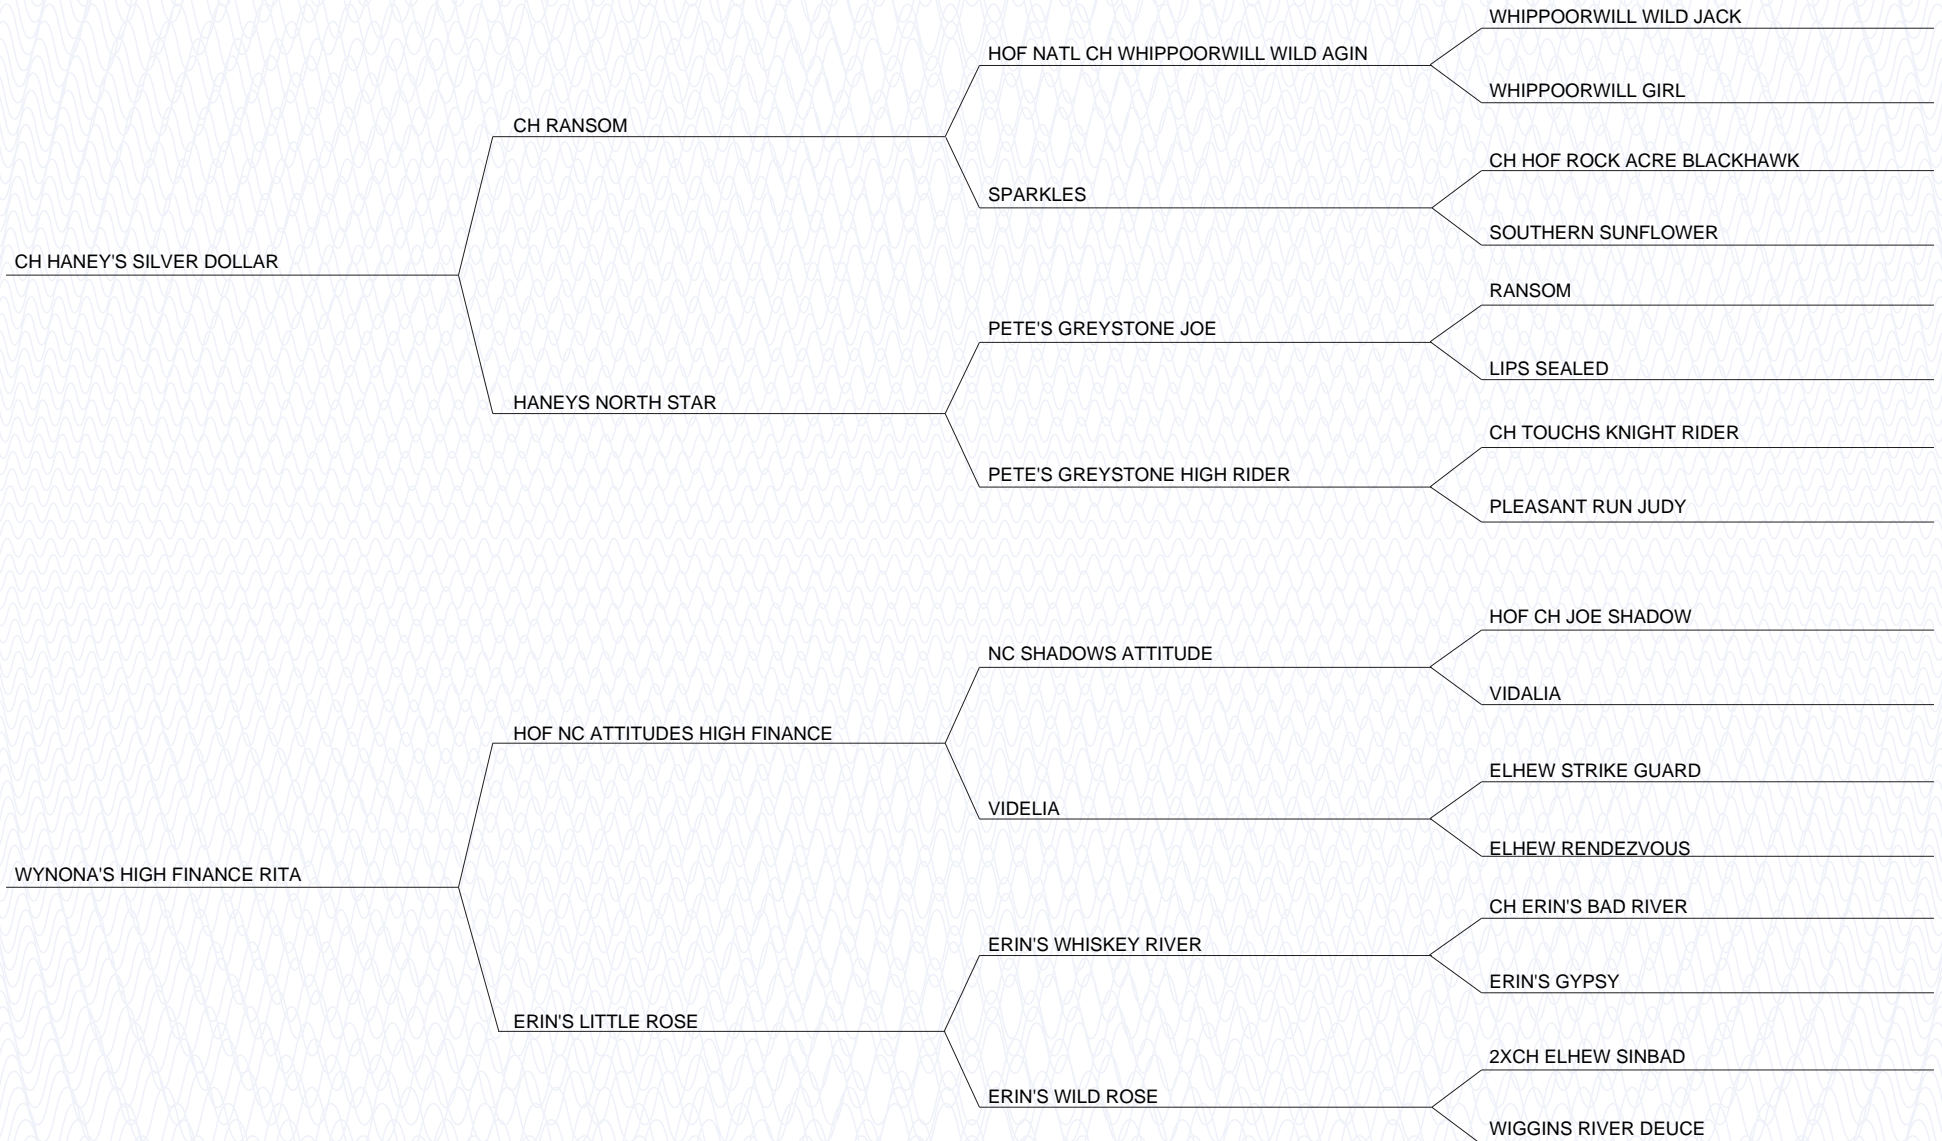 WHIPPOORWILL WILD JACK
HOF NATL CH WHIPPOORWILL WILD AGIN
WHIPPOORWILL GIRL
CH RANSOM
CH HOF ROCK ACRE BLACKHAWK
SPARKLES
SOUTHERN SUNFLOWER
CH HANEY'S SILVER DOLLAR
RANSOM
PETE'S GREYSTONE JOE
LIPS SEALED
HANEYS NORTH STAR
CH TOUCHS KNIGHT RIDER
PETE'S GREYSTONE HIGH RIDER
PLEASANT RUN JUDY
HOF CH JOE SHADOW
NC SHADOWS ATTITUDE
VIDALIA
HOF NC ATTITUDES HIGH FINANCE
ELHEW STRIKE GUARD
VIDELIA
ELHEW RENDEZVOUS
WYNONA'S HIGH FINANCE RITA
CH ERIN'S BAD RIVER
ERIN'S WHISKEY RIVER
ERIN'S GYPSY
ERIN'S LITTLE ROSE
2XCH ELHEW SINBAD
ERIN'S WILD ROSE
WIGGINS RIVER DEUCE